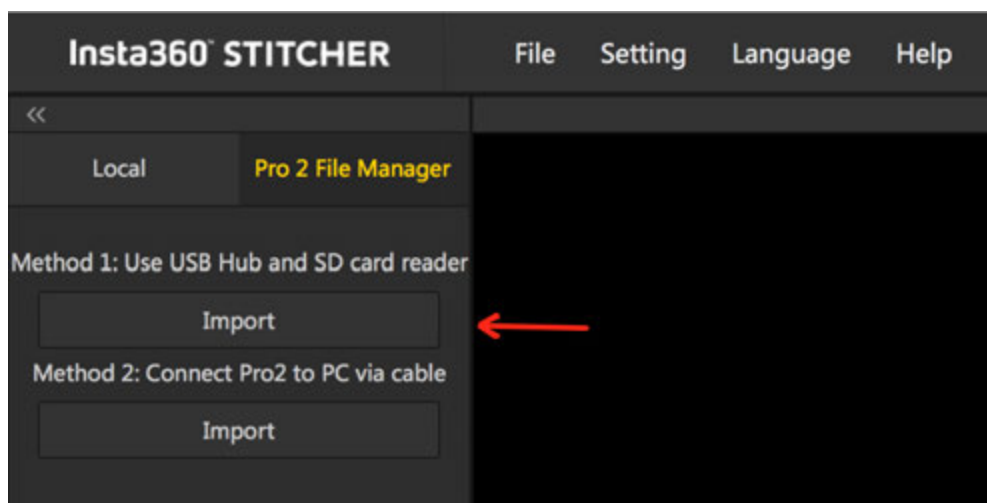 Insta360™ STITCHER File Setting Language Help
«
Local Pro 2 File Manager
Method 1: Use USB Hub and SD card reader
Import
Method 2: Connect Pro2 to PC via cable
Import